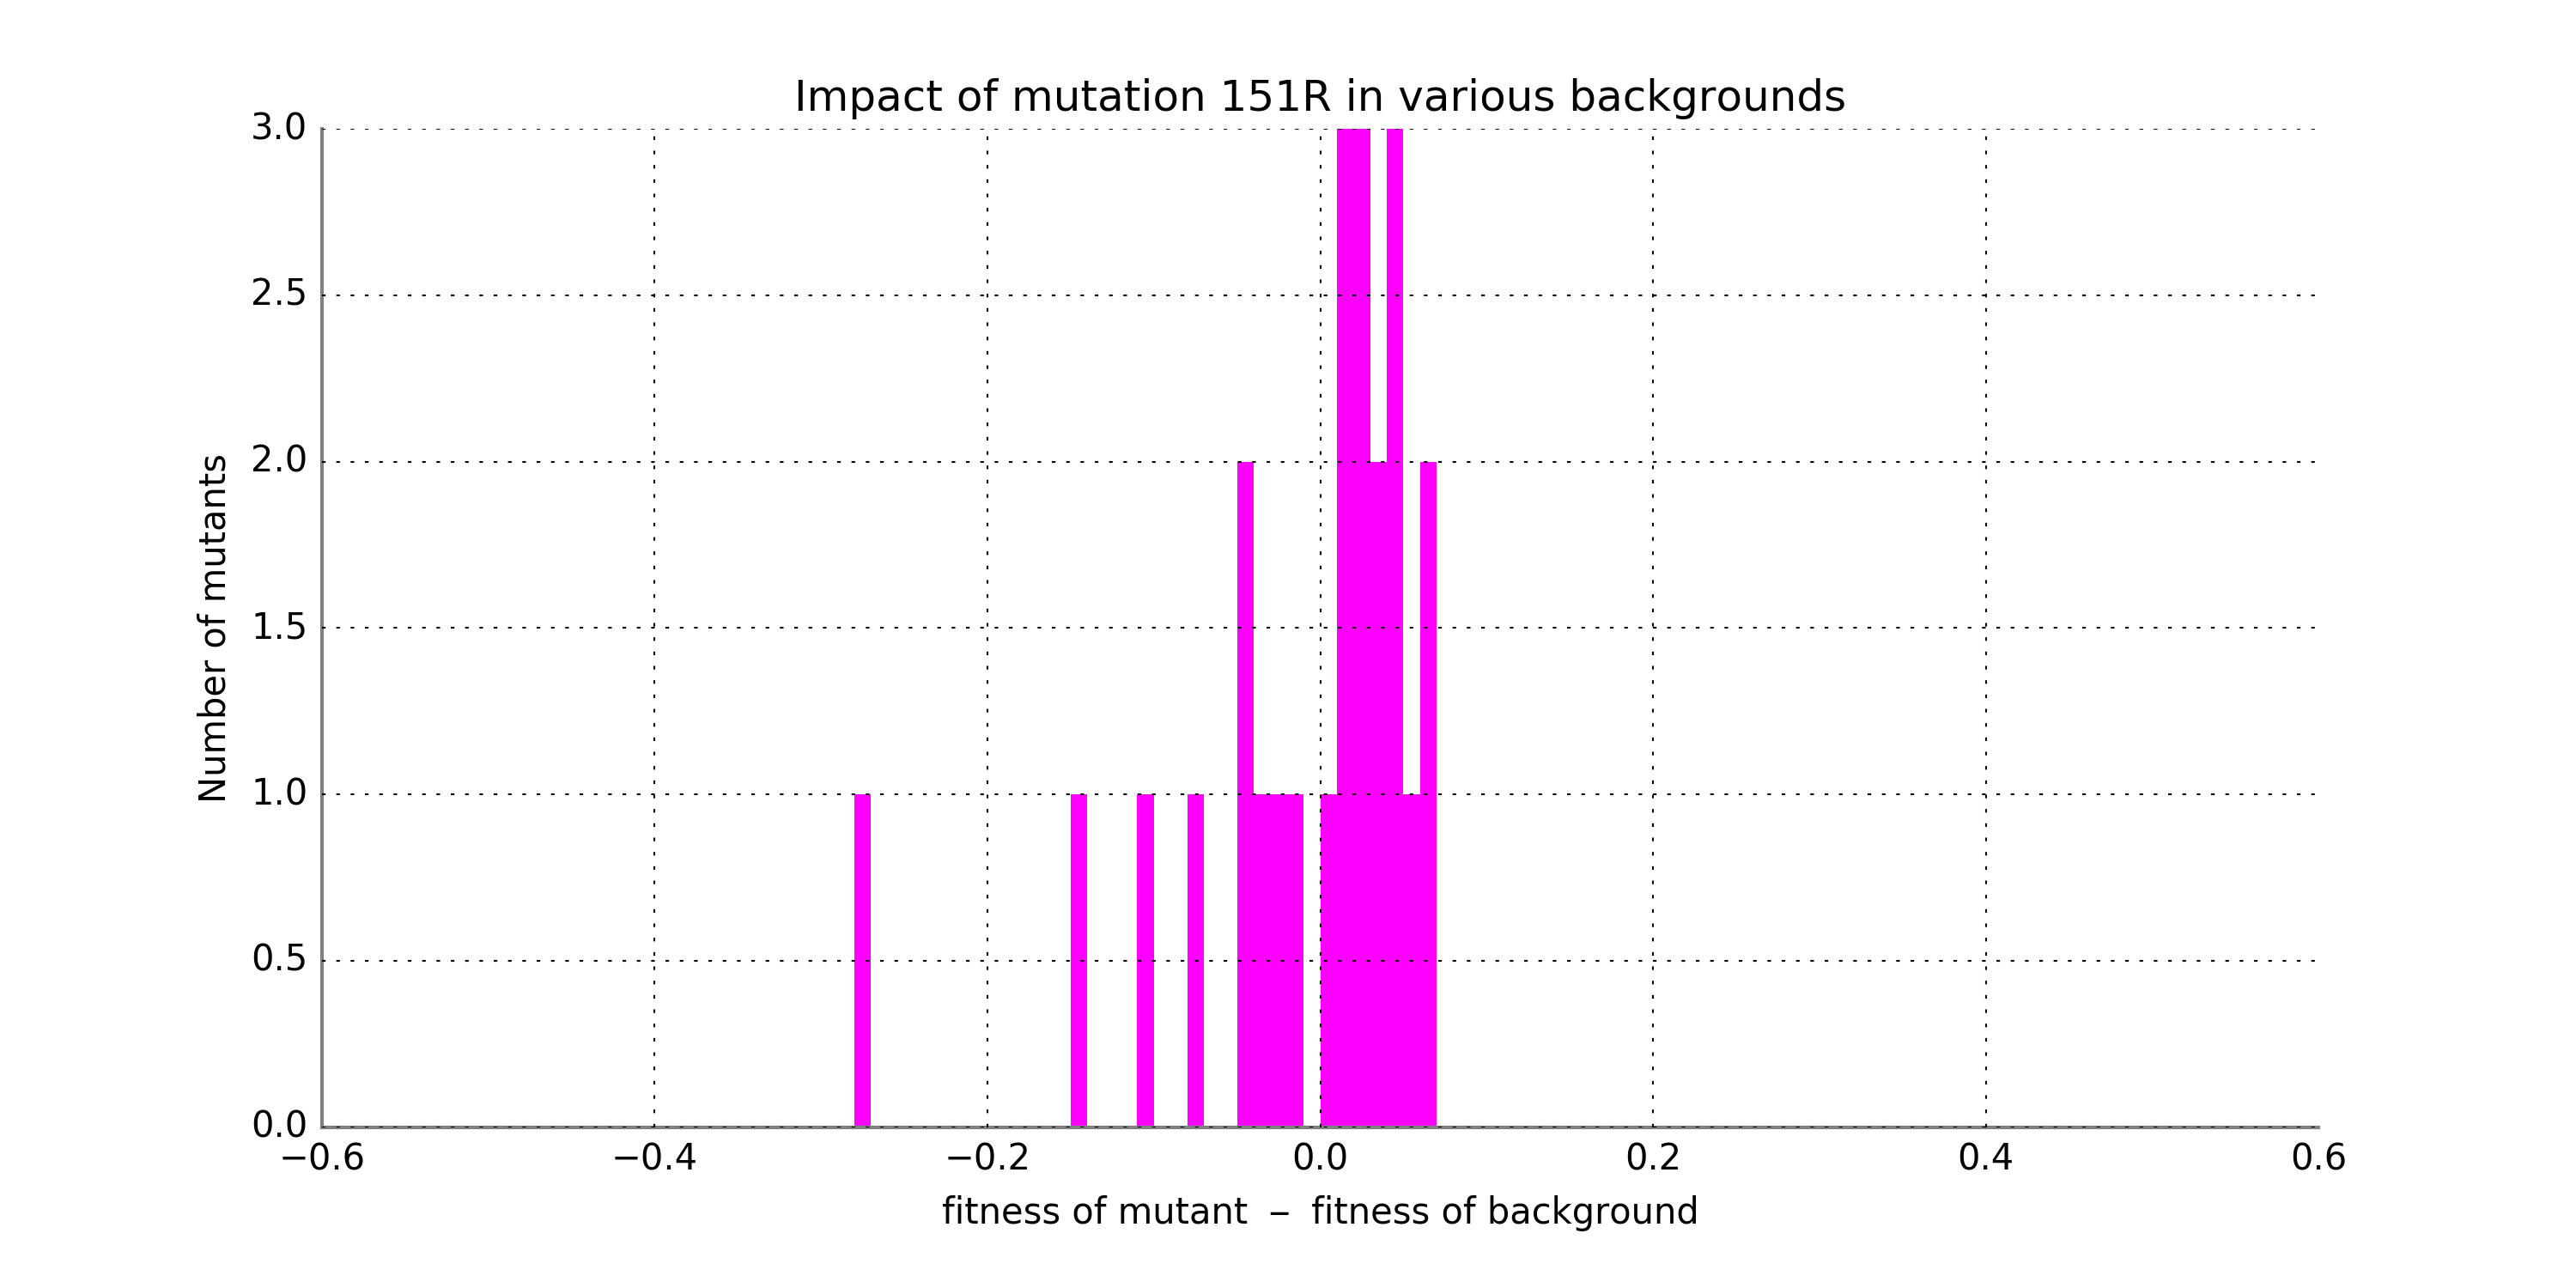 Impact of mutation 151R in various backgrounds
3.0
2.5
2.0
1.5
1.0
0.5
0.0
Number of mutants
−0.6 −0.4 −0.2 0.0 0.2 0.4 0.6
fitness of mutant − fitness of background